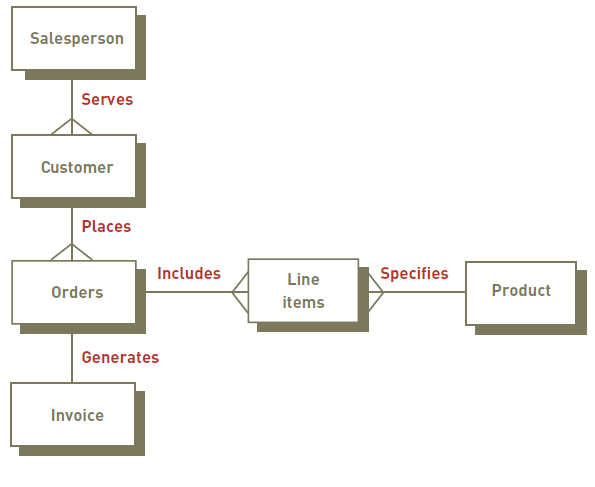 Salesperson
Serves
Customer
Places
Orders
Includes
Line
items
Specifies
Product
Generates
Invoice